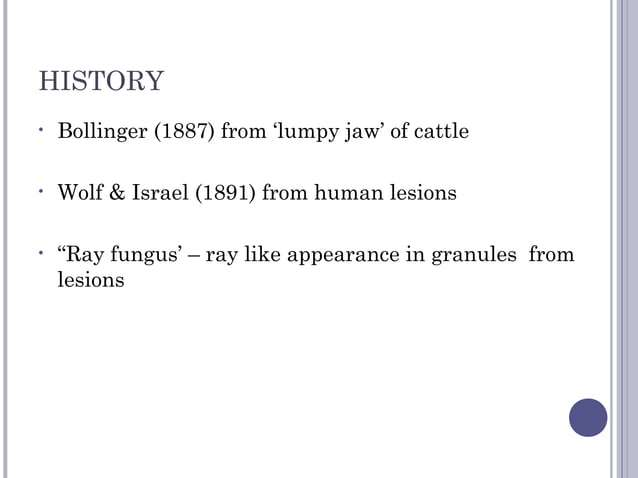 HISTORY
• Bollinger (1887) from ‘lumpy jaw’ of cattle
• Wolf & Israel (1891) from human lesions
• “Ray fungus’ – ray like appearance in granules  from
lesions